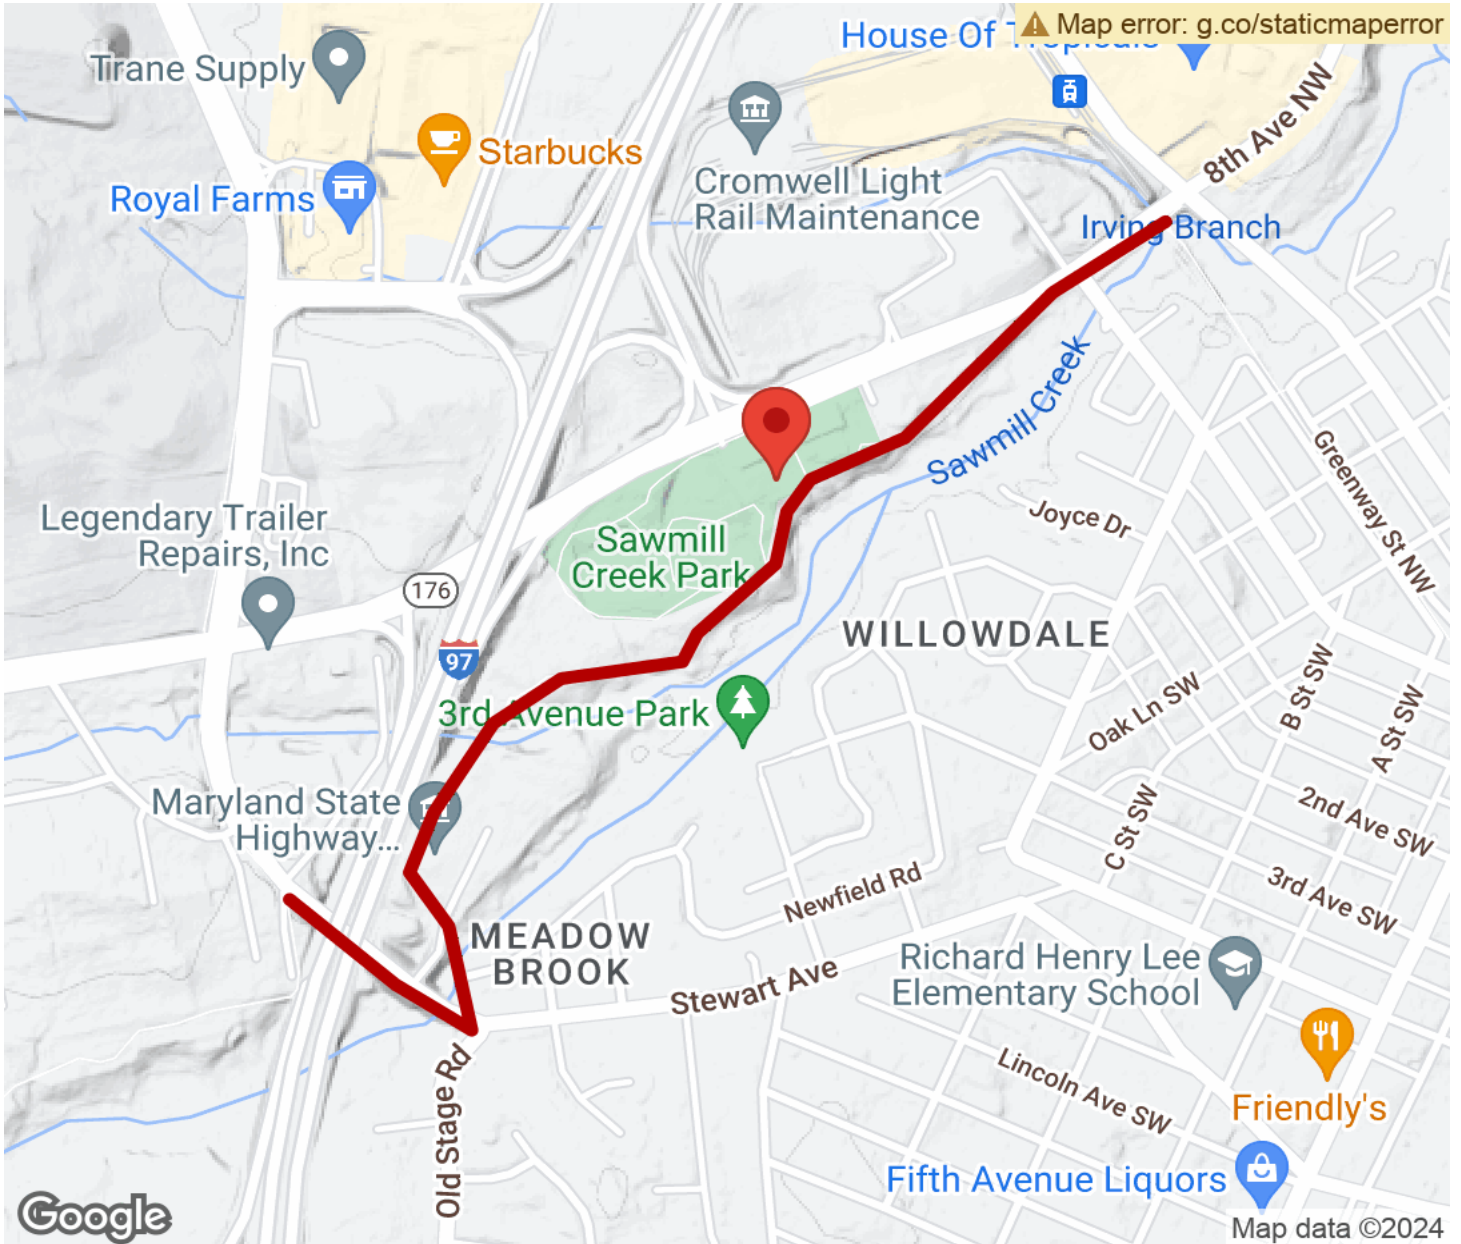 Map error: g.co/staticmaperror
House Of Tropicals
Trane Supply
8th Ave NW
Starbucks
Royal Farms
Cromwell Light
Rail Maintenance
Irving Branch
Sawmill Creek
Greenway St NW
Legendary Trailer
Repairs, Inc
Joyce Dr
Sawmill
Creek Park
176
97
WILLOWDALE
B St SW
Oak Ln SW
A St SW
3rd Avenue Park
Maryland State
Highway...
C St SW
2nd Ave SW
3rd Ave SW
Newfield Rd
MEADOW
BROOK
Richard Henry Lee
Elementary School
Stewart Ave
Old Stage Rd
Lincoln Ave SW
Friendly's
Fifth Avenue Liquors
Google
Map data ©2024